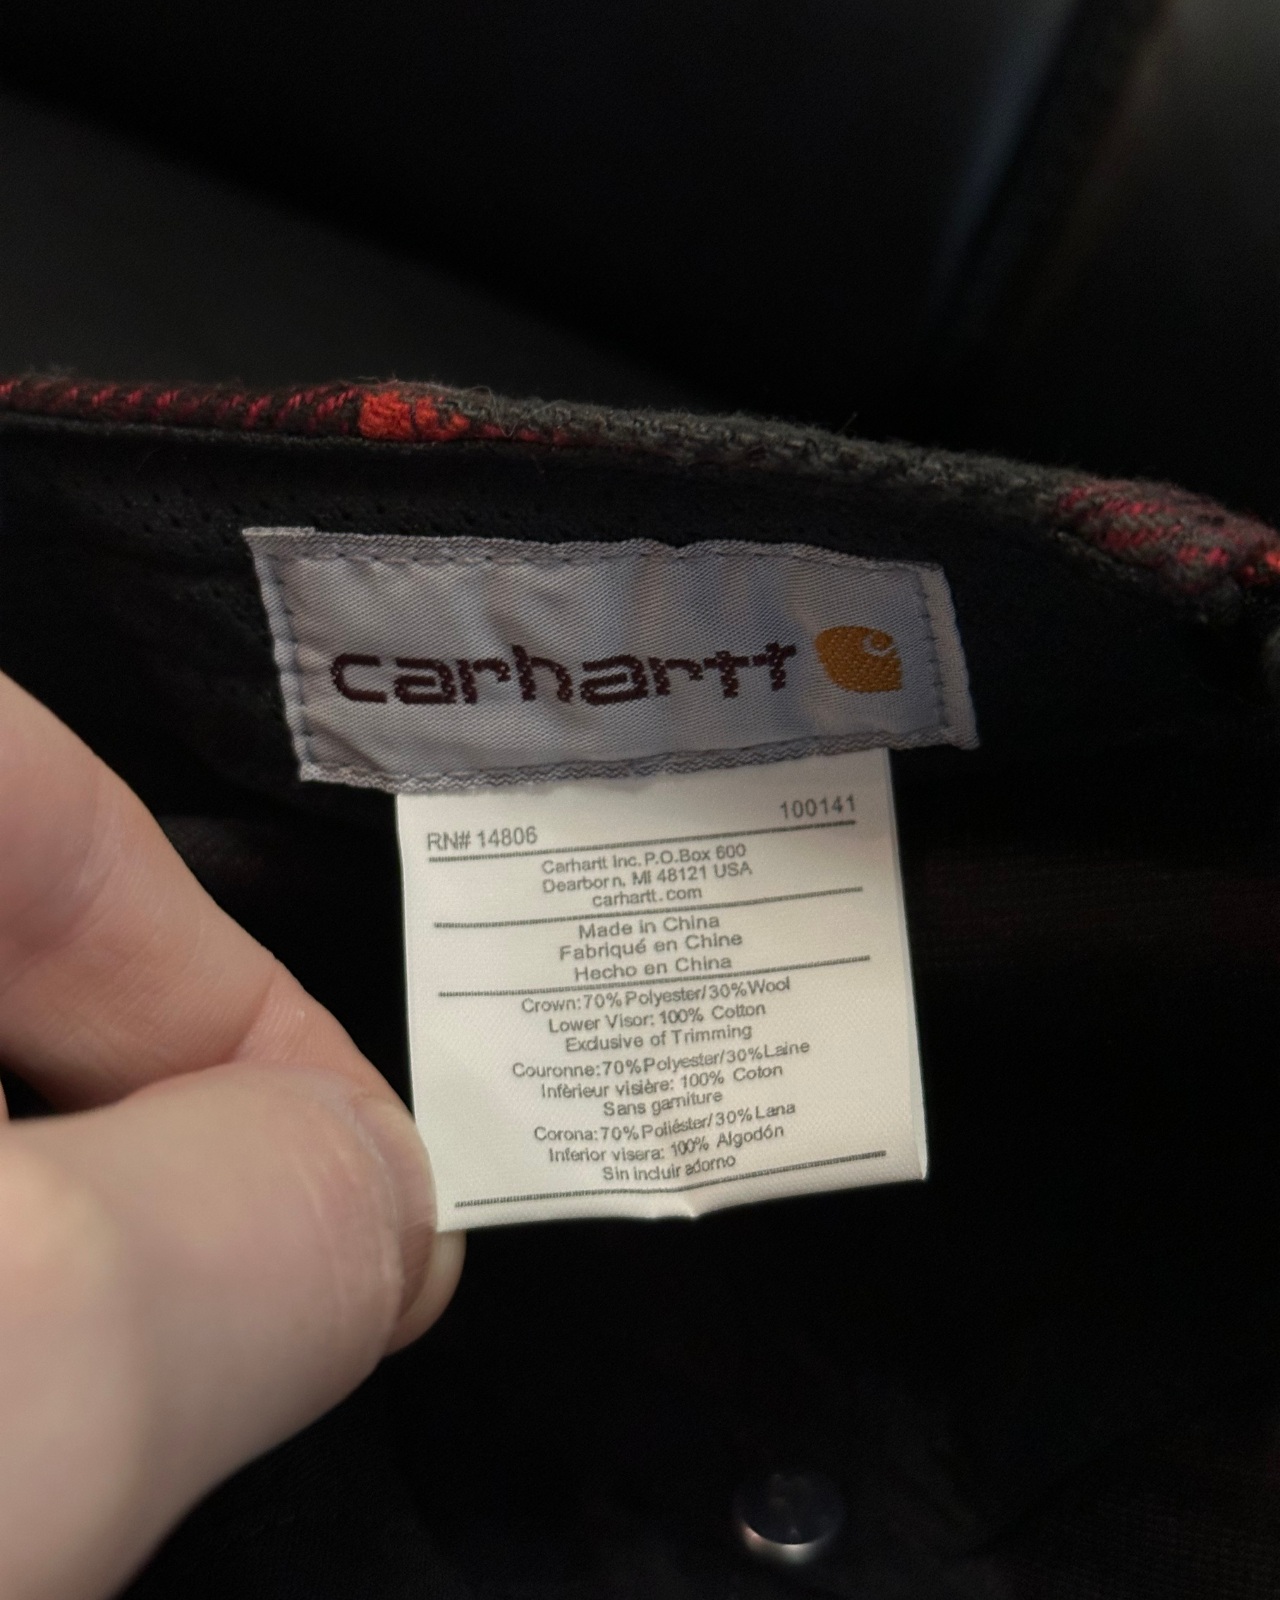 carhartt
RN# 14806 100141
Carhartt Inc. P.O.Box 600
Dearborn, MI 48121 USA
carhartt.com
Made in China
Fabriqué en Chine
Hecho en China
Crown:70%Polyester/30%Wool
Lower Visor: 100% Cotton
Exclusive of Trimming
Couronne:70%Polyester/30%Laine
Infèrieur visière: 100% Coton
Sans garniture
Corona:70%Poliéster/30%Lana
Inferior visera: 100% Algodón
Sin incluir adorno